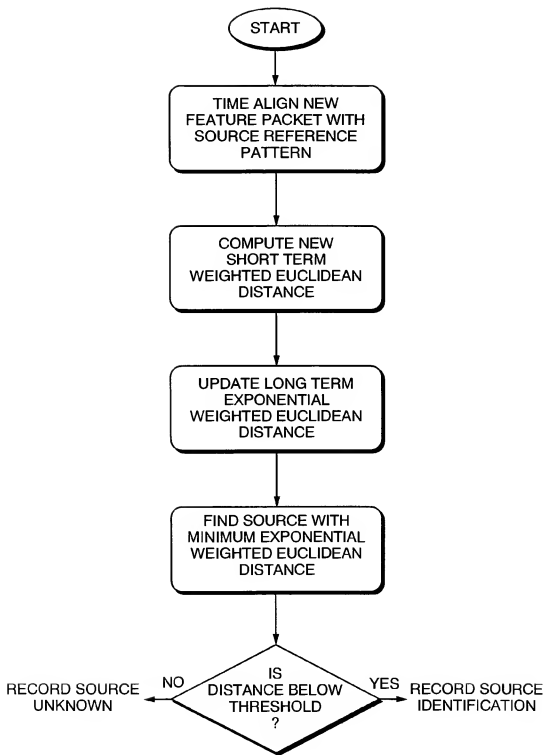 START
TIME ALIGN NEW
FEATURE PACKET WITH
SOURCE REFERENCE
PATTERN
COMPUTE NEW
SHORT TERM
WEIGHTED EUCLIDEAN
DISTANCE
UPDATE LONG TERM
EXPONENTIAL
WEIGHTED EUCLIDEAN
DISTANCE
FIND SOURCE WITH
MINIMUM EXPONENTIAL
WEIGHTED EUCLIDEAN
DISTANCE
IS
DISTANCE BELOW
THRESHOLD
?
NO
RECORD SOURCE
UNKNOWN
YES
RECORD SOURCE
IDENTIFICATION